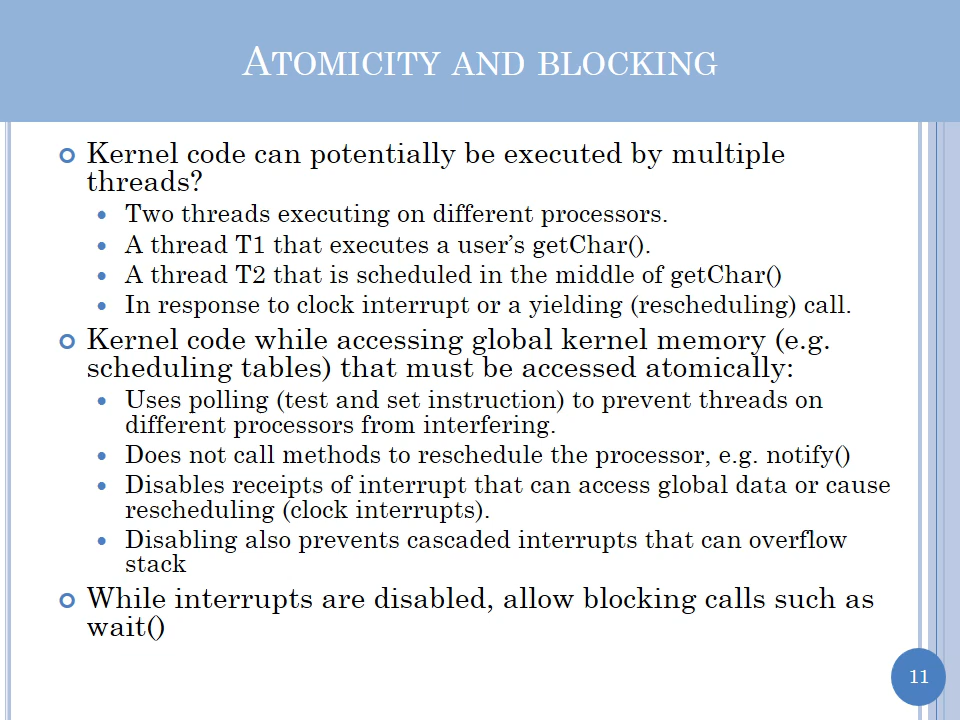 ATOMICITY AND BLOCKING
Kernel code can potentially be executed by multiple
threads?
Two threads executing on different processors.
A thread T1 that executes a user’s getChar().
A thread T2 that is scheduled in the middle of getChar()
In response to clock interrupt or a yielding (rescheduling) call.
Kernel code while accessing global kernel memory (e.g.
scheduling tables) that must be accessed atomically:
Uses polling (test and set instruction) to prevent threads on
different processors from interfering.
Does not call methods to reschedule the processor, e.g. notify()
Disables receipts of interrupt that can access global data or cause
rescheduling (clock interrupts).
Disabling also prevents cascaded interrupts that can overflow
stack
While interrupts are disabled, allow blocking calls such as
wait()
11